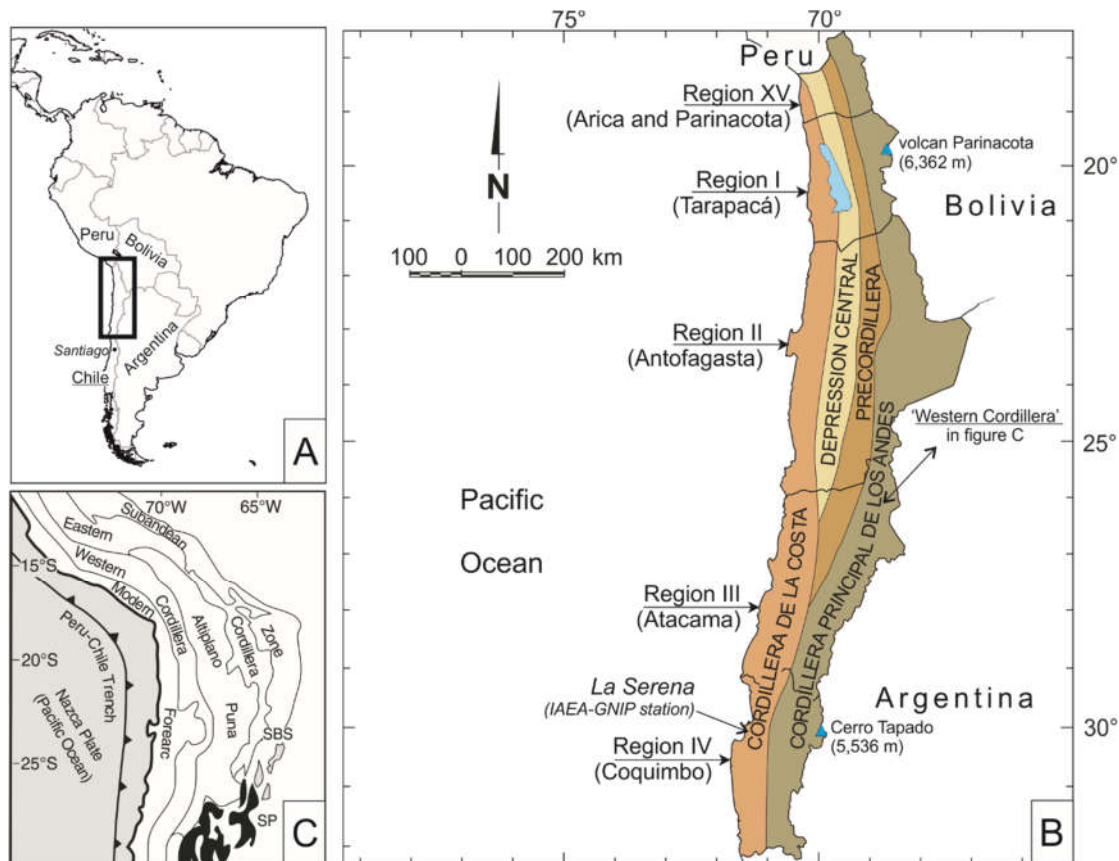 Peru
Bolivia
Argentina
Santiago
Chile
A
70°W
65°W
15°S
20°S
25°S
Subandean
Zone
Eastern
Cordillera
Western
Cordillera
Modern
Forearc
Altiplano
Puna
Peru-Chile Trench
Nazca Plate
(Pacific Ocean)
SBS
SP
C
75°
70°
20°
25°
30°
Peru
Region XV
(Arica and Parinacota)
volcan Parinacota
(6,362 m)
Region I
(Tarapacá)
Bolivia
N
100 0 100 200 km
Region II
(Antofagasta)
DEPRESSION CENTRAL
PRECORDILLERA
'Western Cordillera'
in figure C
Pacific
Ocean
CORDILLERA DE LA COSTA
CORDILLERA PRINCIPAL DE LOS ANDES
Region III
(Atacama)
La Serena
(IAEA-GNIP station)
Argentina
Cerro Tapado
(5,536 m)
Region IV
(Coquimbo)
B